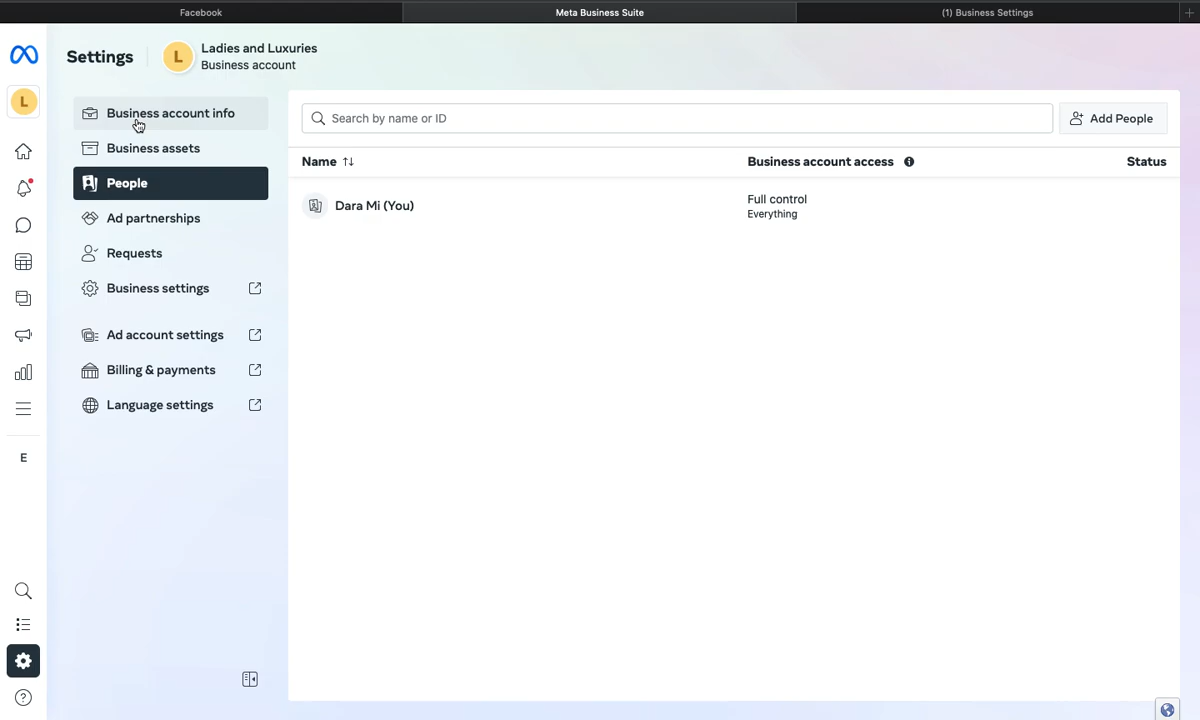 Facebook
Meta Business Suite
(1) Business Settings
Settings
L
Ladies and Luxuries
Business account
L
Business account info
Business assets
People
Ad partnerships
Requests
Business settings
Ad account settings
Billing & payments
Language settings
E
Search by name or ID
Add People
Name
Business account access
Status
Dara Mi (You)
Full control
Everything